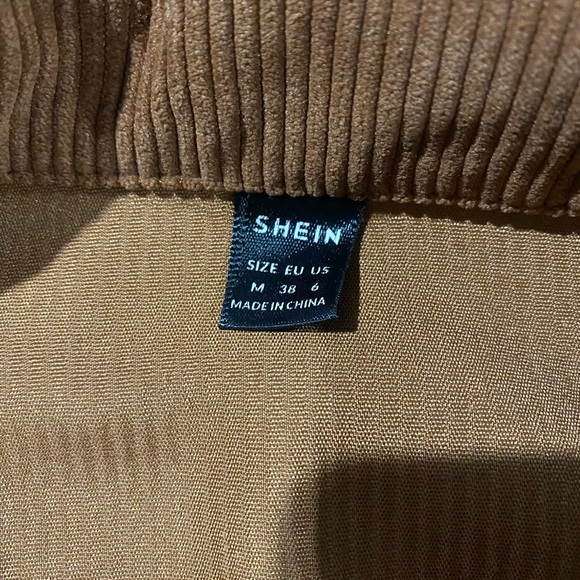 SHEIN
SIZE EU US
M 38 6
MADE IN CHINA